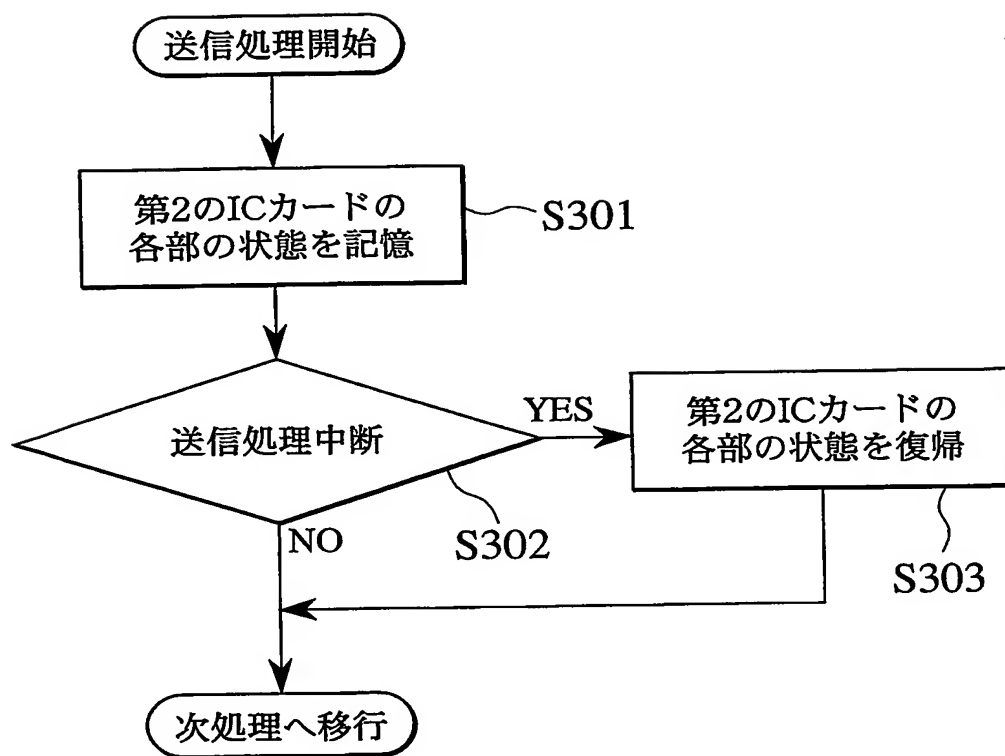 送信処理開始
第2のICカードの
各部の状態を記憶
S301
送信処理中断
YES
NO
S302
第2のICカードの
各部の状態を復帰
S303
次処理へ移行